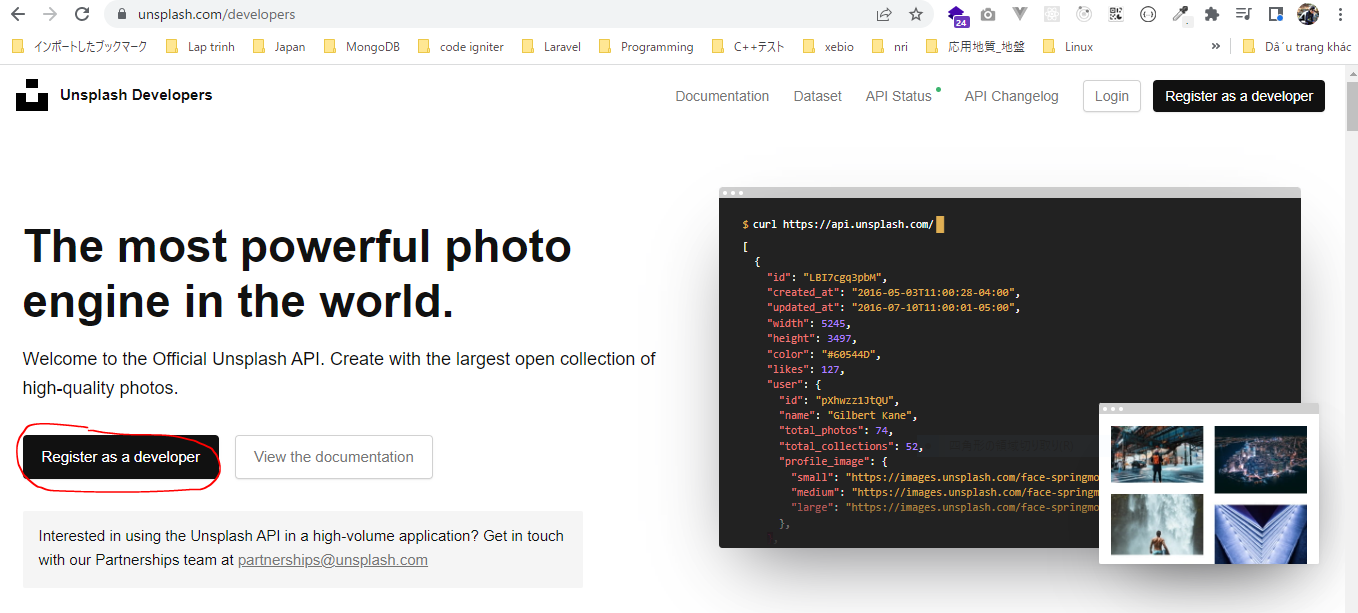 unsplash.com/developers
24
インポートしたブックマーク Lap trinh Japan MongoDB code igniter Laravel Programming C++テスト xebio nri 応用地質_地盤 Linux » Dấu trang khác
Unsplash Developers Documentation Dataset API Status API Changelog Login Register as a developer
The most powerful photo
engine in the world.
Welcome to the Official Unsplash API. Create with the largest open collection of
high-quality photos.
Register as a developer View the documentation
Interested in using the Unsplash API in a high-volume application? Get in touch
with our Partnerships team at partnerships@unsplash.com
$ curl https://api.unsplash.com/
[
{
"id": "LBI7cgq3pbM",
"created_at": "2016-05-03T11:00:28-04:00",
"updated_at": "2016-07-10T11:00:01-05:00",
"width": 5245,
"height": 3497,
"color": "#60544D",
"likes": 127,
"user": {
"id": "pXhwzz1JtQU",
"name": "Gilbert Kane",
"total_photos": 74,
"total_collections": 52,
"profile_image": {
"small": "https://images.unsplash.com/face-springmo
"medium": "https://images.unsplash.com/face-springmo
"large": "https://images.unsplash.com/face-springmo
},